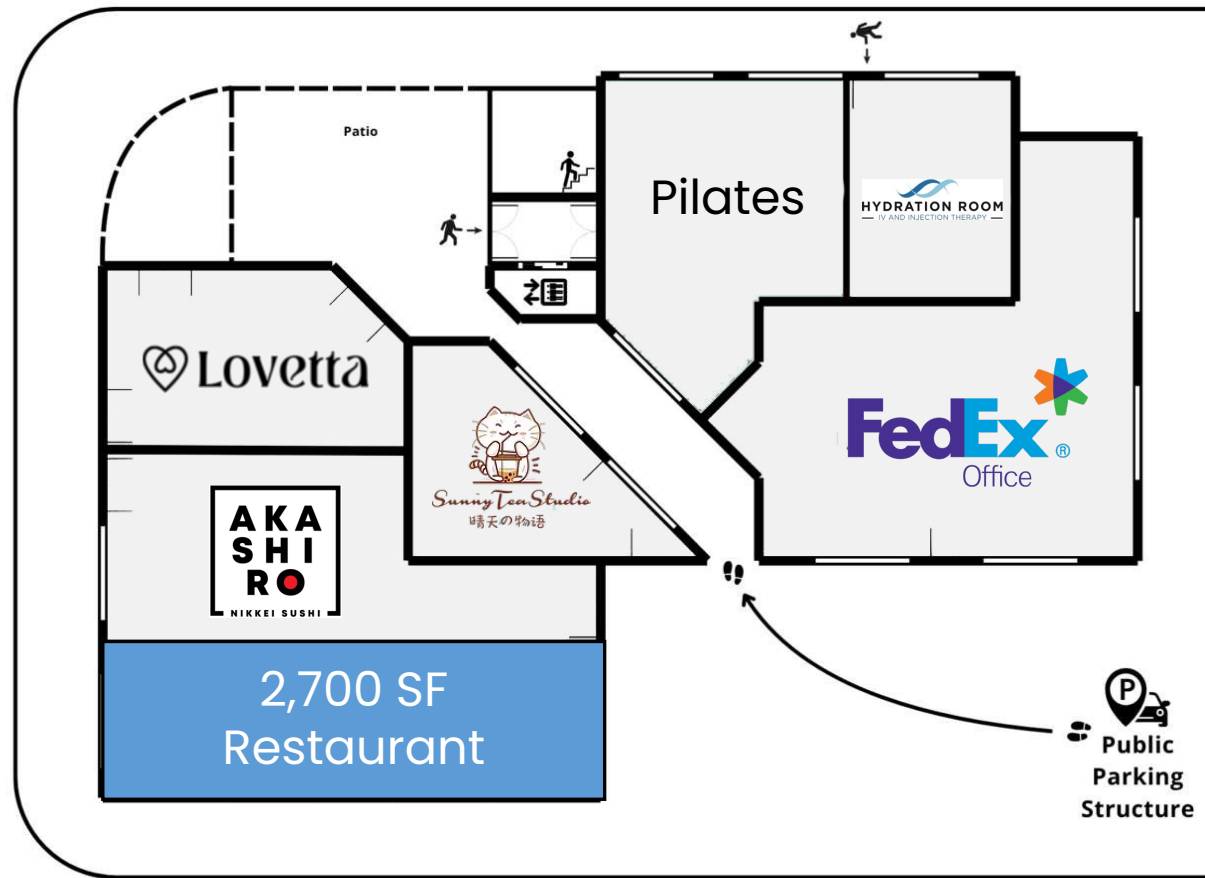 Patio
Pilates
HYDRATION ROOM
IV AND INJECTION THERAPY
Lovetta
FedEx®
Office
Sunny Tea Studio
晴天の物语
AKA
SHI
RO
NIKKEI SUSHI
2,700 SF
Restaurant
P
Public
Parking
Structure